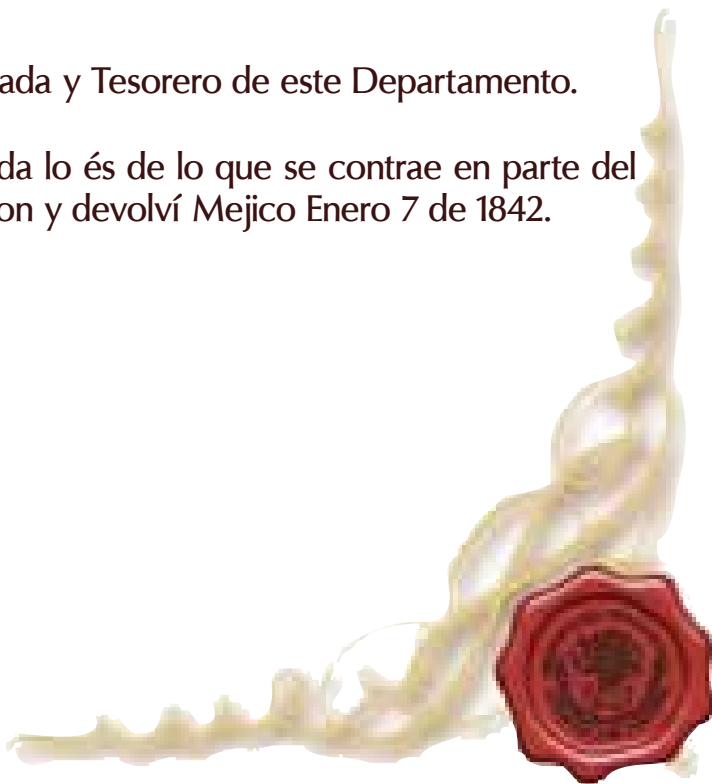 ada y Tesorero de este Departamento.
da lo és de lo que se contrae en parte del
on y devolví Mejico Enero 7 de 1842.